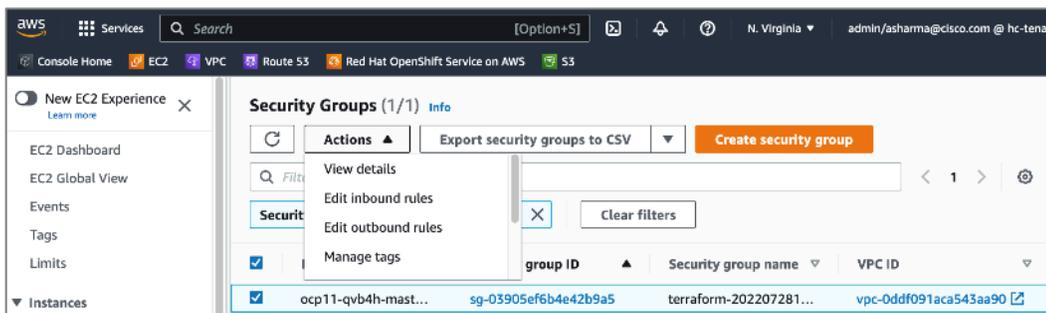 aws Services Search [Option+S] N. Virginia ▼ admin/asharma@cisco.com @ hc-tena
Console Home EC2 VPC Route 53 Red Hat OpenShift Service on AWS S3
New EC2 Experience
Learn more
EC2 Dashboard
EC2 Global View
Events
Tags
Limits
▼ Instances
Security Groups (1/1) Info
Actions ▲ Export security groups to CSV ▼ Create security group
View details
Edit inbound rules
Edit outbound rules
Manage tags
Filt
1
Securit
Clear filters
group ID ▲ Security group name VPC ID
ocp11-qvb4h-mast... sg-03905ef6b4e42b9a5 terraform-202207281... vpc-0ddf091aca543aa90